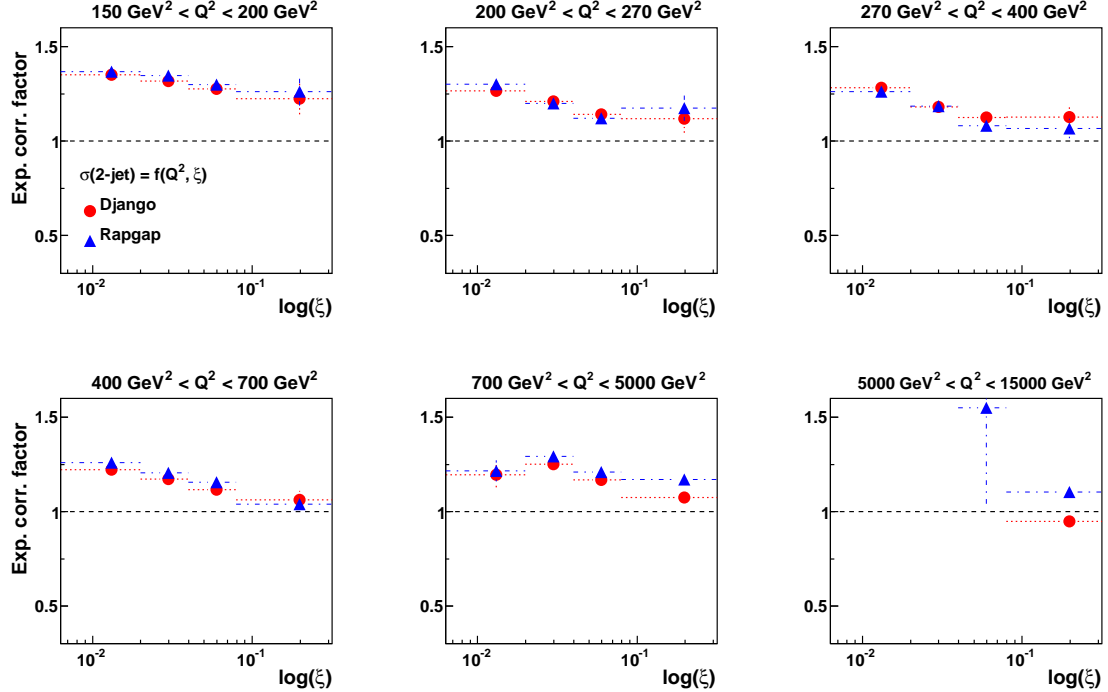 150 GeV² < Q² < 200 GeV²
Exp. corr. factor
1.5
1
0.5
σ(2-jet) = f(Q², ξ)
Django
Rapgap
10⁻²
10⁻¹
log(ξ)
200 GeV² < Q² < 270 GeV²
1.5
1
0.5
10⁻²
10⁻¹
log(ξ)
270 GeV² < Q² < 400 GeV²
1.5
1
0.5
10⁻²
10⁻¹
log(ξ)
400 GeV² < Q² < 700 GeV²
Exp. corr. factor
1.5
1
0.5
10⁻²
10⁻¹
log(ξ)
700 GeV² < Q² < 5000 GeV²
1.5
1
0.5
10⁻²
10⁻¹
log(ξ)
5000 GeV² < Q² < 15000 GeV²
1.5
1
0.5
10⁻²
10⁻¹
log(ξ)